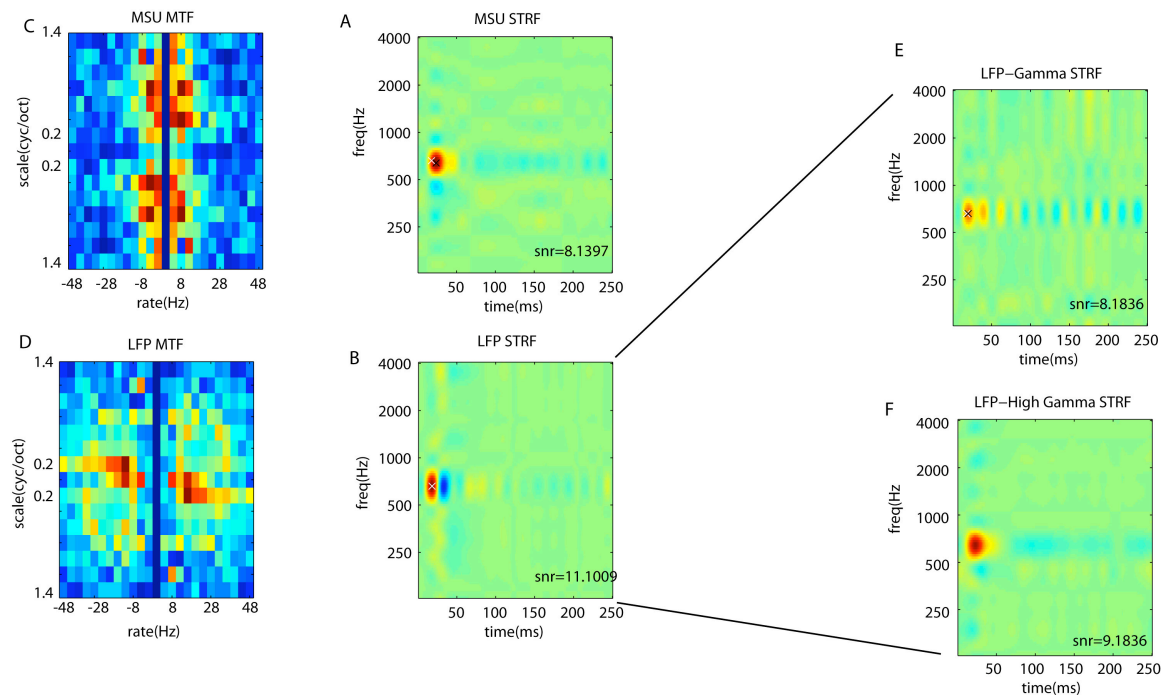 C
MSU MTF
1.4
0.2
0.2
1.4
scale(cyc/oct)
-48 -28 -8 8 28 48
rate(Hz)
A
MSU STRF
4000
2000
1000
500
250
freq(Hz
snr=8.1397
50 100 150 200 250
time(ms)
D
LFP MTF
1.4
0.2
0.2
1.4
scale(cyc/oct)
-48 -28 -8 8 28 48
rate(Hz)
B
LFP STRF
4000
2000
1000
500
250
freq(Hz)
snr=11.1009
50 100 150 200 250
time(ms)
E
LFP-Gamma STRF
4000
2000
1000
500
250
freq(Hz
snr=8.1836
50 100 150 200 250
time(ms)
F
LFP-High Gamma STRF
4000
2000
1000
500
250
freq(Hz
snr=9.1836
50 100 150 200 250
time(ms)